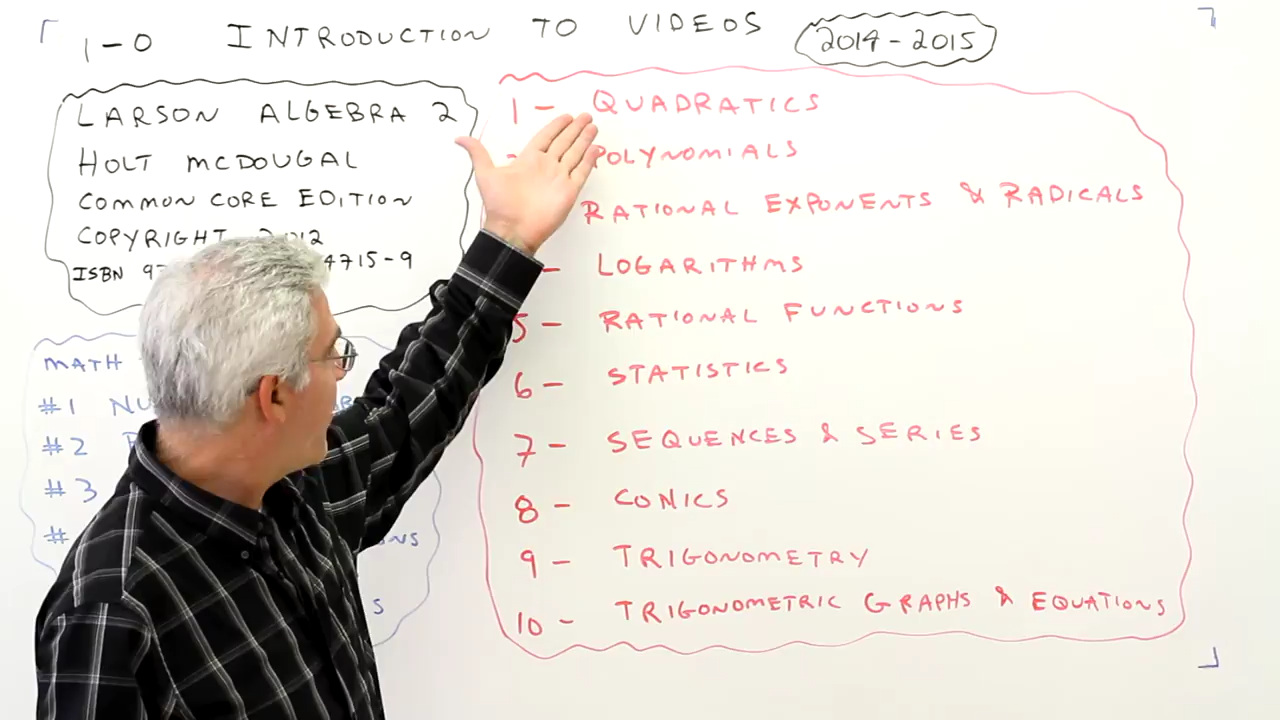 1-0 INTRODUCTION TO VIDEOS 2014-2015
LARSON ALGEBRA 2
HOLT MCDOUGAL
COMMON CORE EDITION
COPYRIGHT 2012
ISBN 4715-9
MATH
#1
#2
#3
#
1- QUADRATICS
POLYNOMIALS
RATIONAL EXPONENTS & RADICALS
- LOGARITHMS
5- RATIONAL FUNCTIONS
6- STATISTICS
7- SEQUENCES & SERIES
8- CONICS
9- TRIGONOMETRY
10- TRIGONOMETRIC GRAPHS & EQUATIONS